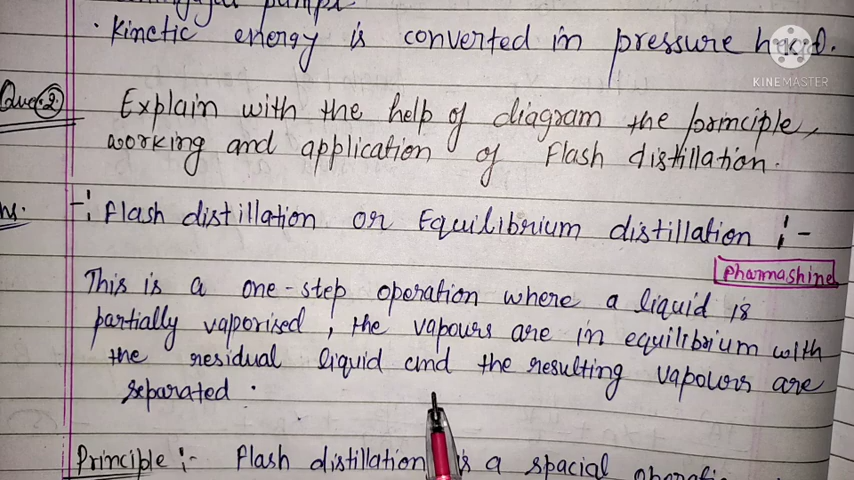 · Kinetic energy is converted in pressure
KINEMASTER
Que.② Explain with the help of diagram the principle,
working and application of Flash distillation.
Ans. -: Flash distillation or Equilibrium distillation :-
Pharmashine
This is a one-step operation where a liquid is
partially vaporised, the vapours are in equilibrium with
the residual liquid and the resulting vapours are
separated.
Principle :- Flash distillation is a spacial